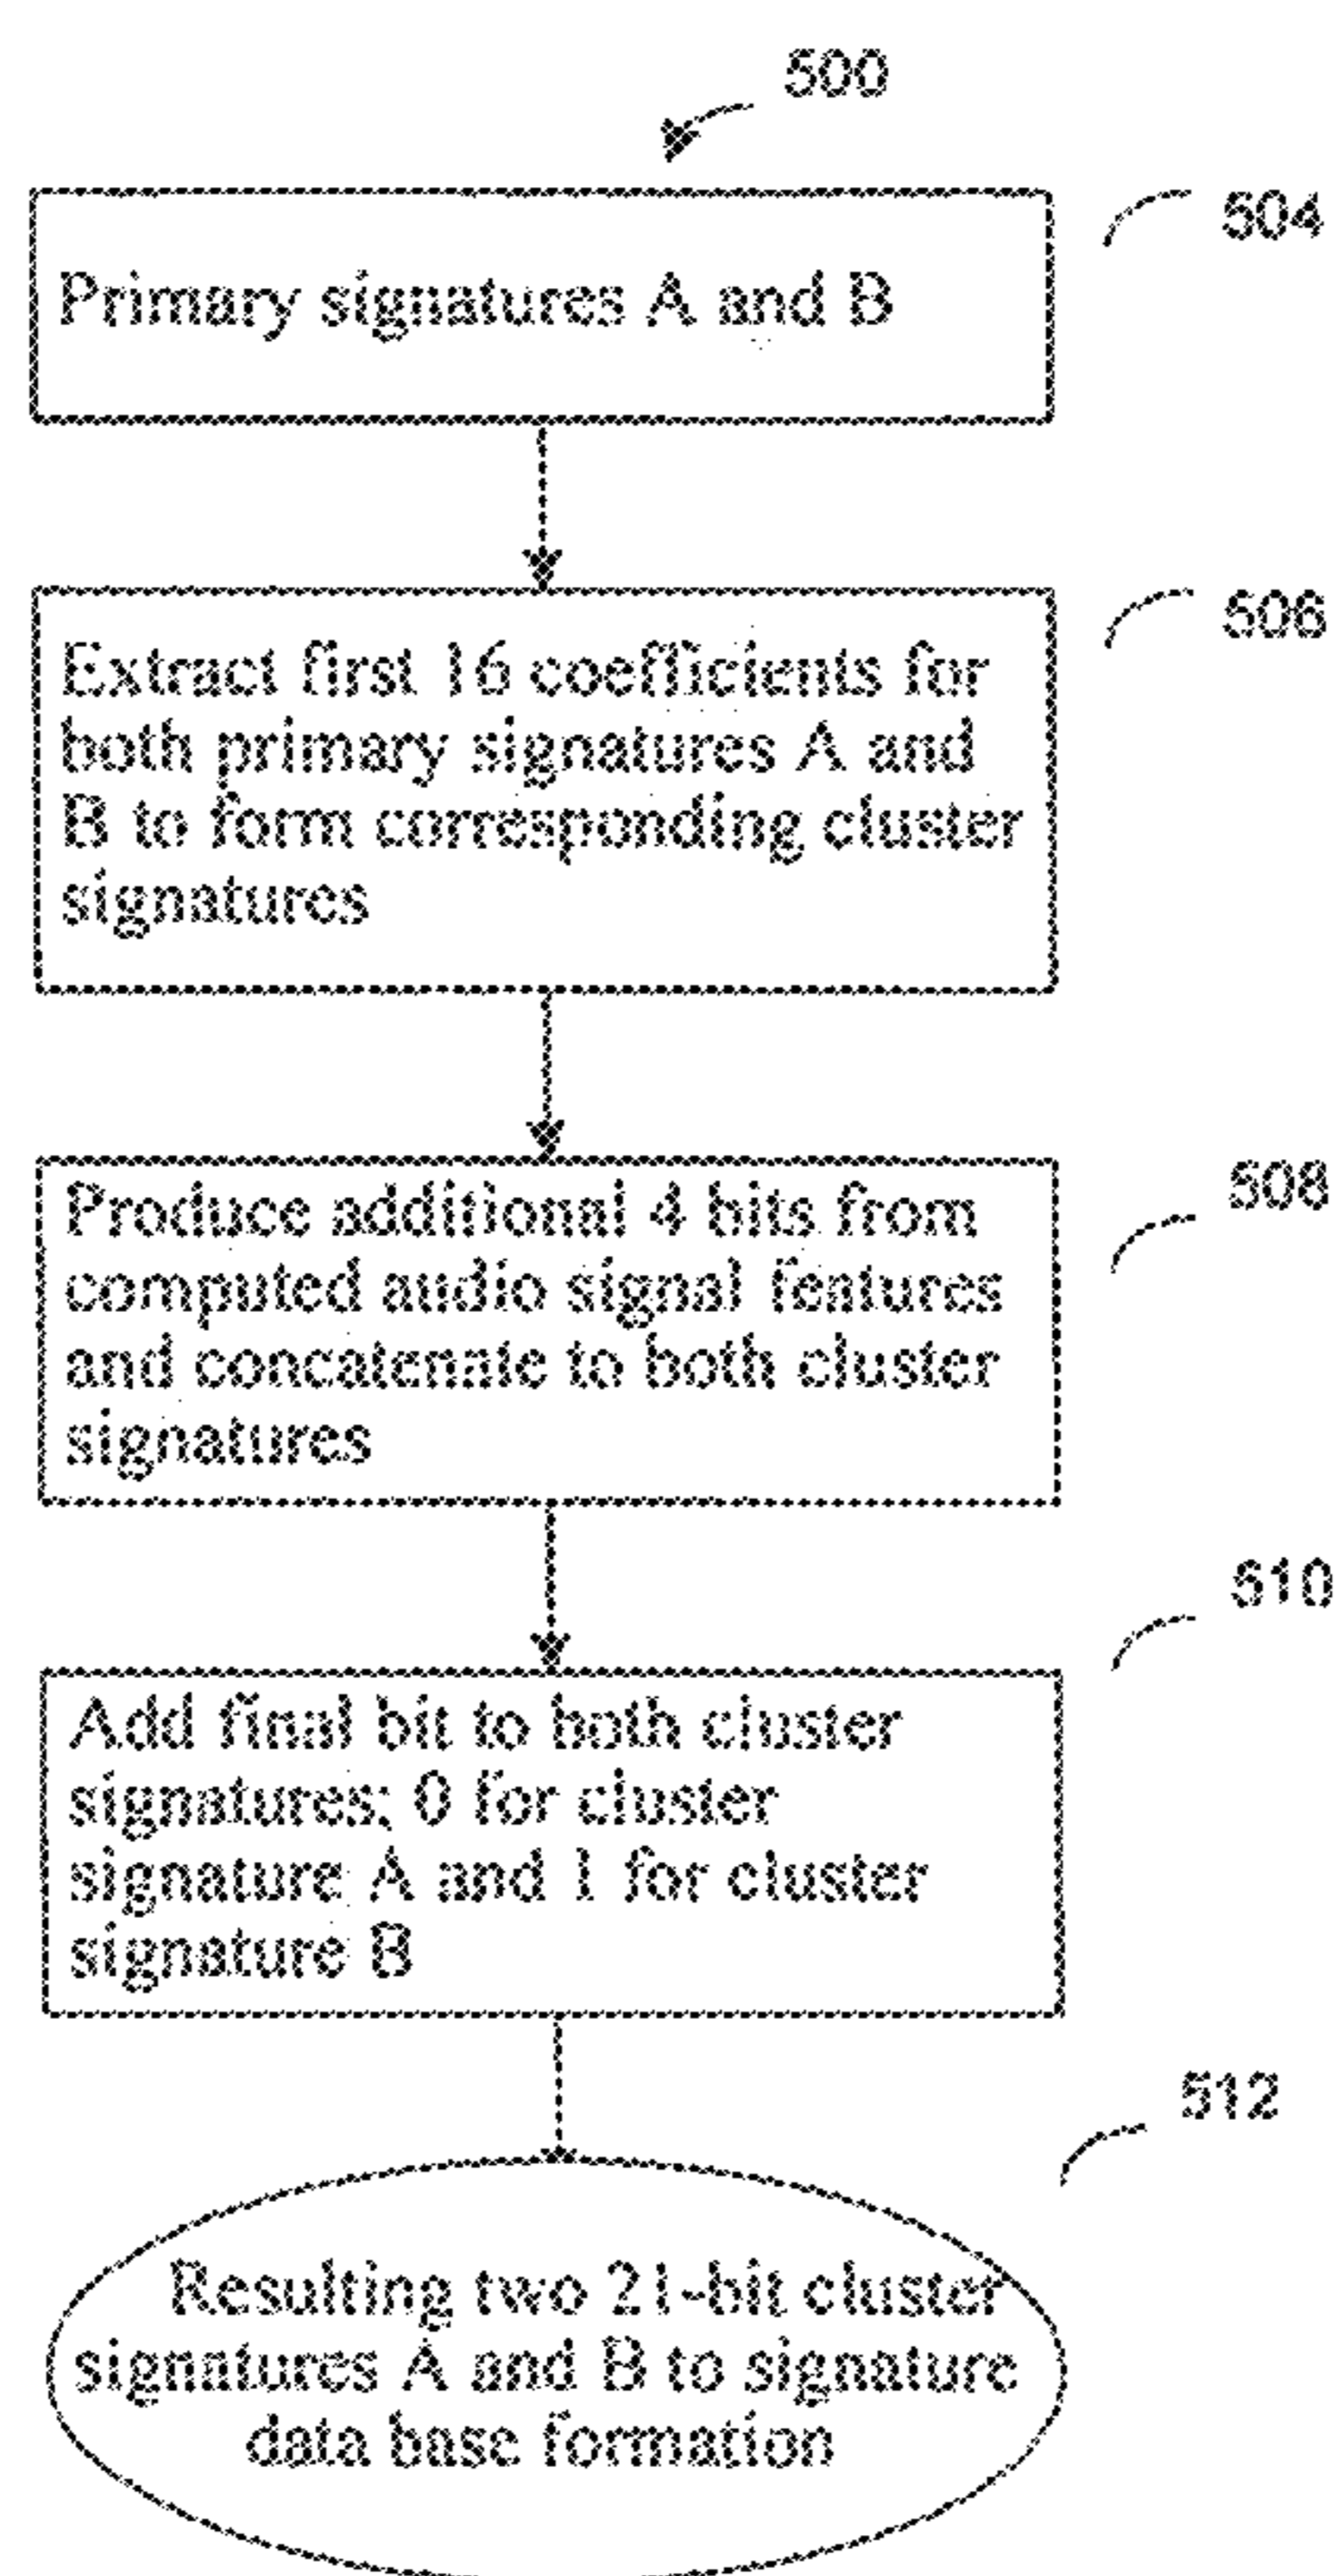 500
504
Primary signatures A and B
506
Extract first 16 coefficients for
both primary signatures A and
B to form corresponding cluster
signatures
508
Produce additional 4 bits from
computed audio signal features
and concatenate to both cluster
signatures
510
Add final bit to both cluster
signatures; 0 for cluster
signature A and 1 for cluster
signature B
512
Resulting two 21-bit cluster
signatures A and B to signature
data base formation